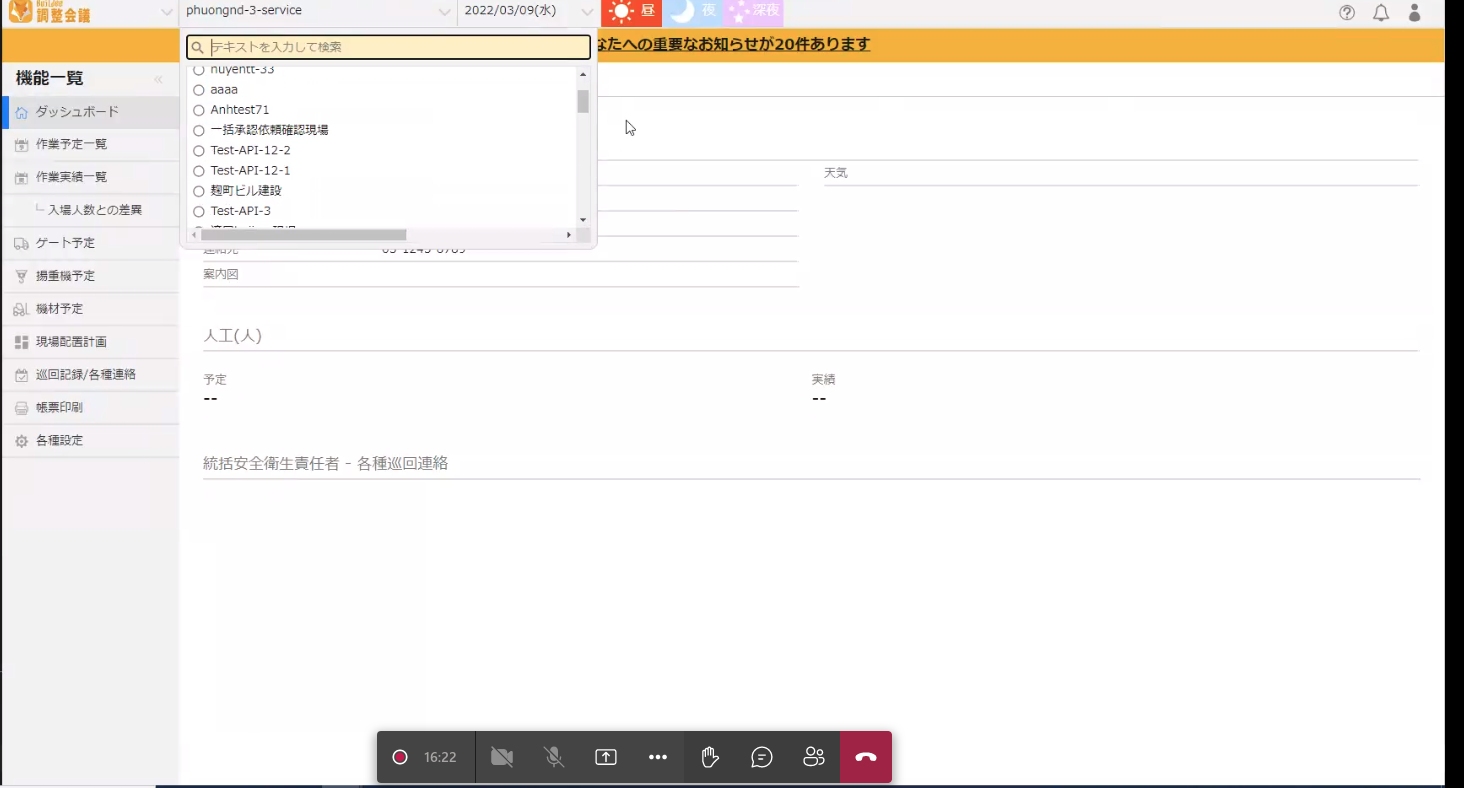 調整会議
phuongnd-3-service
2022/03/09(水)
昼
夜
深夜
テキストを入力して検索
なたへの重要なお知らせが20件あります
機能一覧
nuyentt-33
aaaa
Anhtest71
一括承認依頼確認現場
Test-API-12-2
Test-API-12-1
麹町ビル建設
Test-API-3
ダッシュボード
作業予定一覧
作業実績一覧
入場人数との差異
ゲート予定
揚重機予定
機材予定
現場配置計画
巡回記録/各種連絡
帳票印刷
各種設定
天気
連絡先
案内図
人工(人)
予定
--
実績
--
統括安全衛生責任者 - 各種巡回連絡
16:22